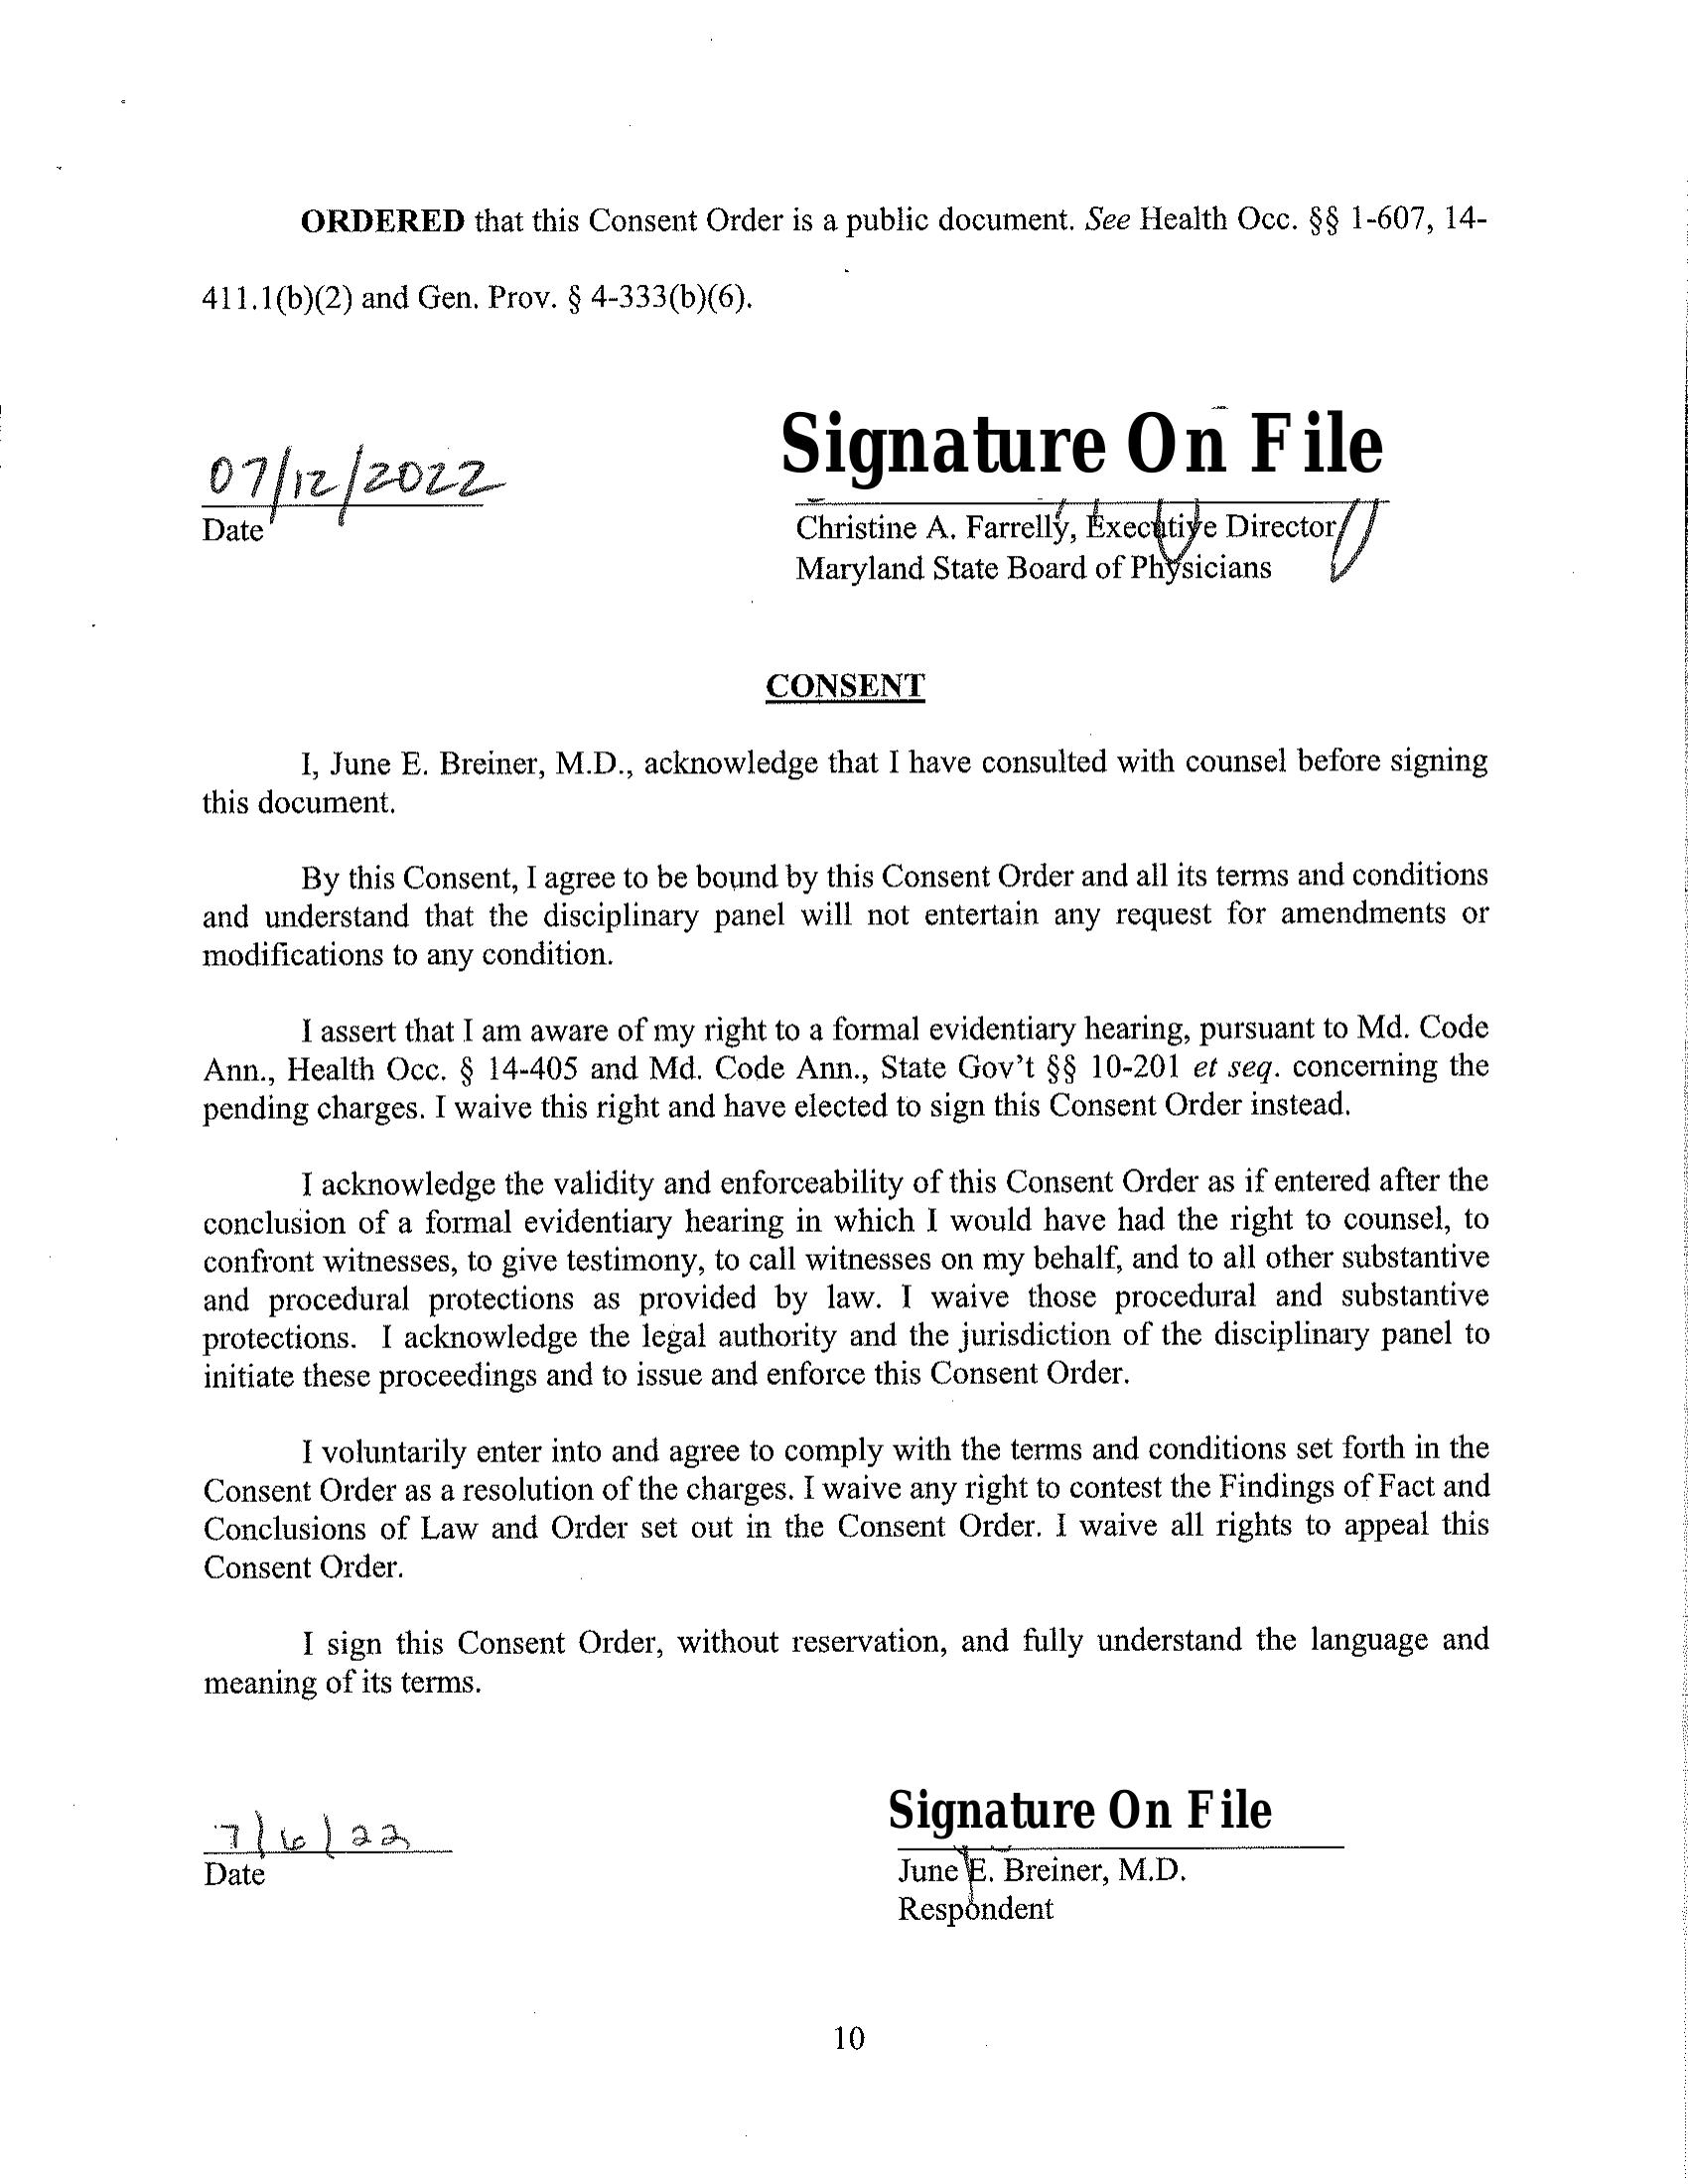 ORDERED that this Consent Order is a public document. See Health Occ. §§ 1-607, 14-
411.1(b)(2) and Gen. Prov. § 4-333(b)(6).
07/12/2022
Date
Signature On File
Christine A. Farrelly, Executive Director
Maryland State Board of Physicians
CONSENT
I, June E. Breiner, M.D., acknowledge that I have consulted with counsel before signing
this document.
By this Consent, I agree to be bound by this Consent Order and all its terms and conditions
and understand that the disciplinary panel will not entertain any request for amendments or
modifications to any condition.
I assert that I am aware of my right to a formal evidentiary hearing, pursuant to Md. Code
Ann., Health Occ. § 14-405 and Md. Code Ann., State Gov't §§ 10-201 et seq. concerning the
pending charges. I waive this right and have elected to sign this Consent Order instead.
I acknowledge the validity and enforceability of this Consent Order as if entered after the
conclusion of a formal evidentiary hearing in which I would have had the right to counsel, to
confront witnesses, to give testimony, to call witnesses on my behalf, and to all other substantive
and procedural protections as provided by law. I waive those procedural and substantive
protections. I acknowledge the legal authority and the jurisdiction of the disciplinary panel to
initiate these proceedings and to issue and enforce this Consent Order.
I voluntarily enter into and agree to comply with the terms and conditions set forth in the
Consent Order as a resolution of the charges. I waive any right to contest the Findings of Fact and
Conclusions of Law and Order set out in the Consent Order. I waive all rights to appeal this
Consent Order.
I sign this Consent Order, without reservation, and fully understand the language and
meaning of its terms.
7/6/22
Date
Signature On File
June E. Breiner, M.D.
Respondent
10